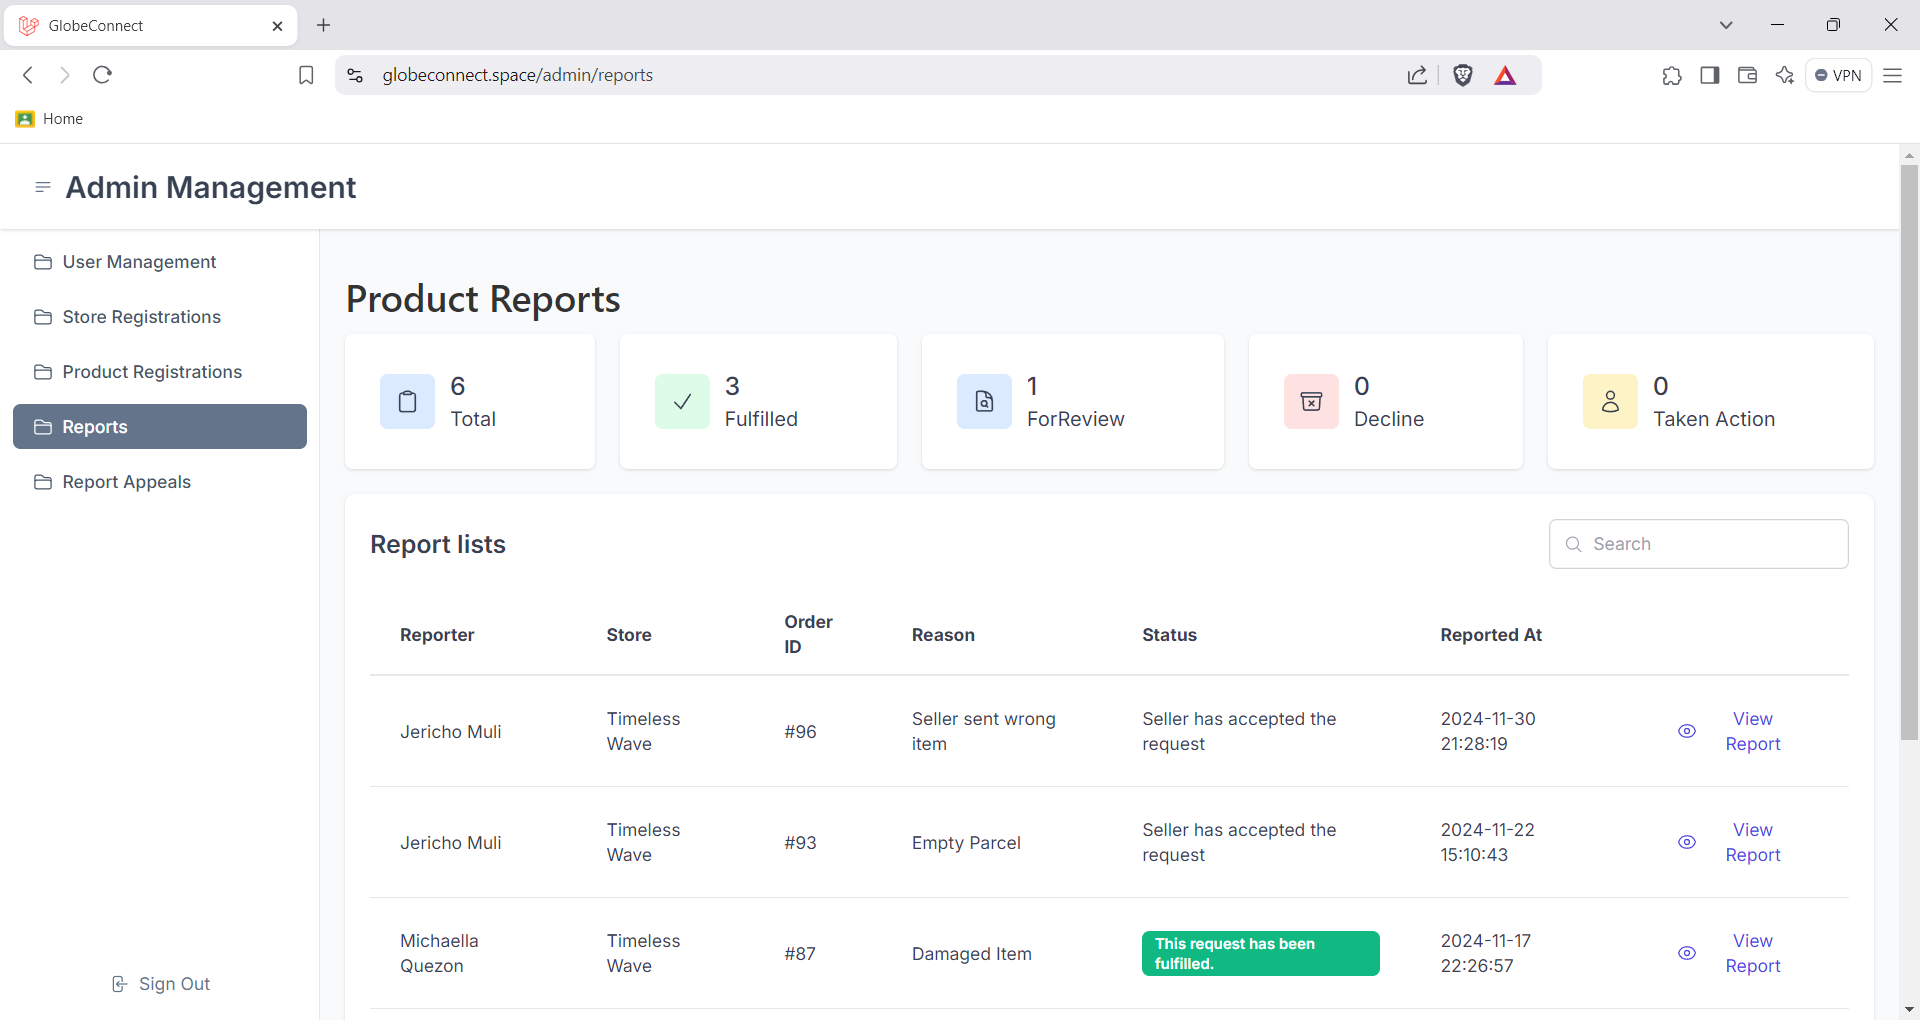 GlobeConnect
globeconnect.space/admin/reports
VPN
Home
Admin Management
User Management
Store Registrations
Product Registrations
Reports
Report Appeals
Sign Out
Product Reports
6
Total
3
Fulfilled
1
ForReview
0
Decline
0
Taken Action
Report lists
Search
Reporter
Store
Order
ID
Reason
Status
Reported At
Jericho Muli
Timeless
Wave
#96
Seller sent wrong
item
Seller has accepted the
request
2024-11-30
21:28:19
View
Report
Jericho Muli
Timeless
Wave
#93
Empty Parcel
Seller has accepted the
request
2024-11-22
15:10:43
View
Report
Michaella
Quezon
Timeless
Wave
#87
Damaged Item
This request has been
fulfilled.
2024-11-17
22:26:57
View
Report